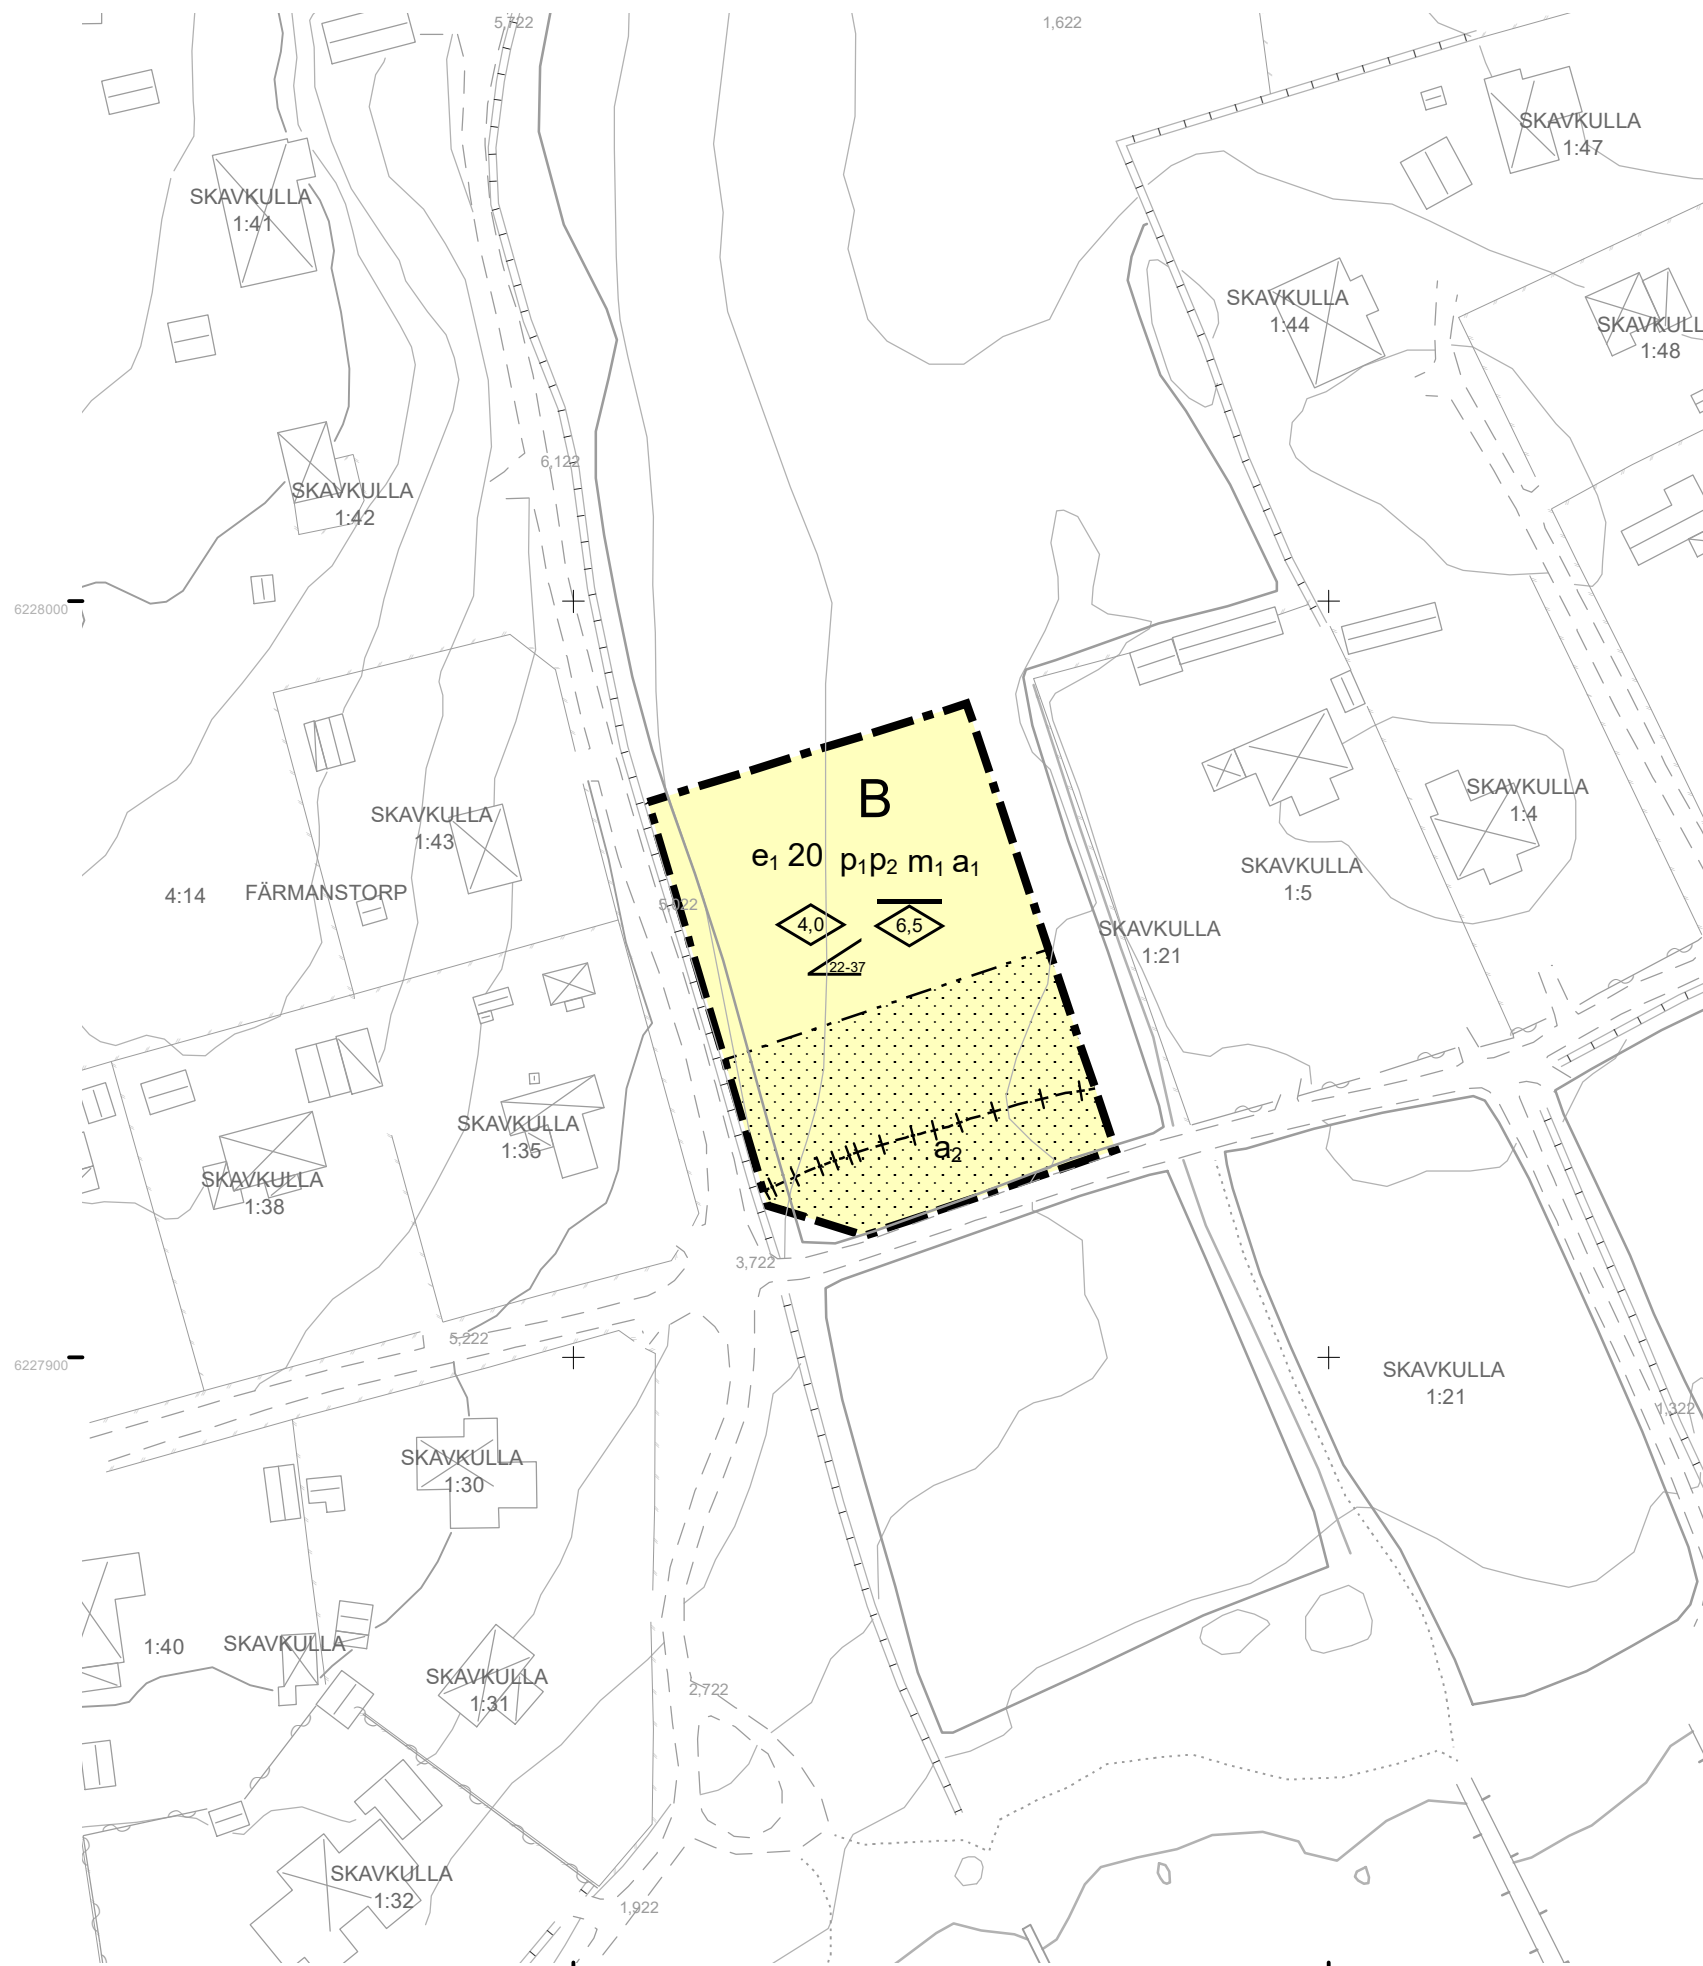 5,722
1,622
SKAVKULLA
1:47
SKAVKULLA
1:41
SKAVKULLA
1:44
SKAVKULL
1:48
6,122
SKAVKULLA
1:42
6228000
SKAVKULLA
1:43
B
SKAVKULLA
1:4
e₁ 20 p₁p₂ m₁ a₁
SKAVKULLA
1:5
4:14 FÄRMANSTORP
5,022
4,0
6,5
22-37
SKAVKULLA
1:21
SKAVKULLA
1:35
a₂
SKAVKULLA
1:38
3,722
5,222
6227900
SKAVKULLA
1:21
1,322
SKAVKULLA
1:30
1:40 SKAVKULLA
SKAVKULLA
1:31
2,722
SKAVKULLA
1:32
1,922